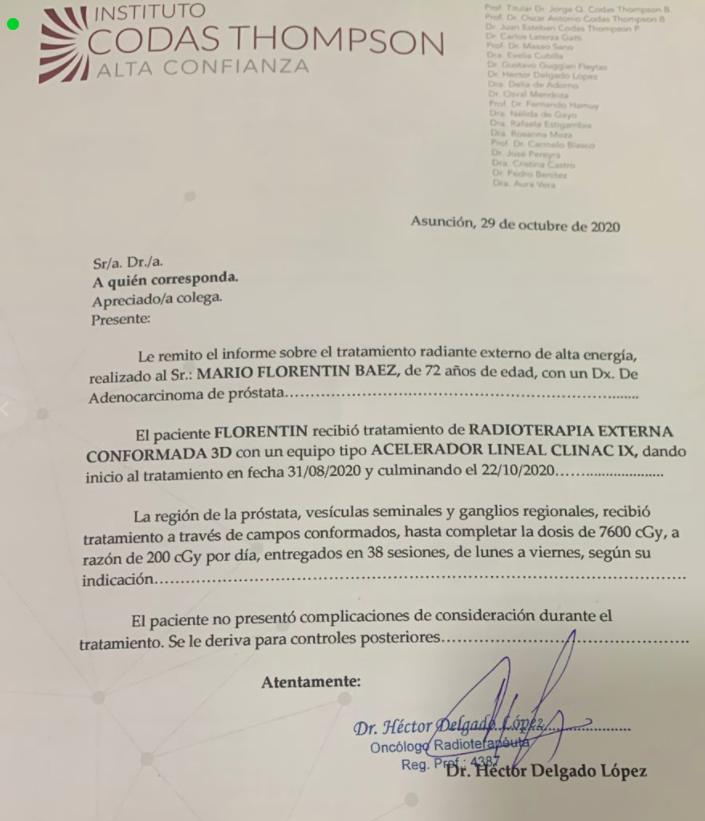 INSTITUTO
CODAS THOMPSON
ALTA CONFIANZA
Prof. Titular Dr. Jorge Q. Codas Thompson B.
Prof. Dr. Oscar Antonio Codas Thompson B
Dr. Juan Esteban Codas Thompson P.
Dr. Carlos Laterza Gatti
Prof. Dr. Masao Sano
Dra. Evelia Cubilla
Dr. Gustavo Guggiari Fleytas
Dr. Héctor Delgado López
Dra. Delia de Adorno
Dr. Osval Mendoza
Prof. Dr. Fernando Hamuy
Dra. Nélida de Gayo
Dra. Rafaela Estigarribia
Dra. Rosanna Meza
Prof. Dr. Carmelo Blasco
Dr. José Pereyra
Dra. Cristina Castro
Dr. Pedro Benítez
Dra. Aura Vera
Asunción, 29 de octubre de 2020
Sr/a. Dr./a.
A quién corresponda.
Apreciado/a colega.
Presente:
Le remito el informe sobre el tratamiento radiante externo de alta energía,
realizado al Sr.: MARIO FLORENTIN BAEZ, de 72 años de edad, con un Dx. De
Adenocarcinoma de próstata..........
El paciente FLORENTIN recibió tratamiento de RADIOTERAPIA EXTERNA
CONFORMADA 3D con un equipo tipo ACELERADOR LINEAL CLINAC IX, dando
inicio al tratamiento en fecha 31/08/2020 y culminando el 22/10/2020..........
La región de la próstata, vesículas seminales y ganglios regionales, recibió
tratamiento a través de campos conformados, hasta completar la dosis de 7600 cGy, a
razón de 200 cGy por día, entregados en 38 sesiones, de lunes a viernes, según su
indicación..........
El paciente no presentó complicaciones de consideración durante el
tratamiento. Se le deriva para controles posteriores..........
Atentamente:
Dr. Héctor Delgado López
Oncólogo Radioterapéuta
Reg. Prof.: 4387
Dr. Héctor Delgado López